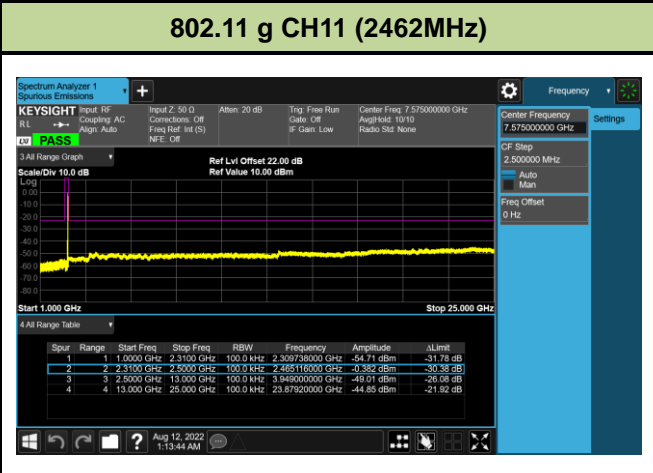 802.11 g CH11 (2462MHz)
Spectrum Analyzer 1
Spurious Emissions
+
Frequency
KEYSIGHT
RL
PASS
Input: RF
Coupling: AC
Align: Auto
Input Z: 50 Ω
Corrections: Off
Freq Ref: Int (S)
NFE: Off
Atten: 20 dB
Trig: Free Run
Gate: Off
IF Gain: Low
Center Freq: 7.575000000 GHz
Avg|Hold: 10/10
Radio Std: None
Center Frequency
7.575000000 GHz
Settings
CF Step
2.500000 MHz
Auto
Man
Freq Offset
0 Hz
3 All Range Graph
Scale/Div 10.0 dB
Ref Lvl Offset 22.00 dB
Ref Value 10.00 dBm
Log
0.00
-10.0
-20.0
-30.0
-40.0
-50.0
-60.0
-70.0
-80.0
Start 1.000 GHz
Stop 25.000 GHz
4 All Range Table
Spur Range Start Freq Stop Freq RBW Frequency Amplitude ΔLimit
1 1 1.0000 GHz 2.3100 GHz 100.0 kHz 2.309738000 GHz -54.71 dBm -31.78 dB
2 2 2.3100 GHz 2.5000 GHz 100.0 kHz 2.465116000 GHz -0.382 dBm -30.38 dB
3 3 2.5000 GHz 13.000 GHz 100.0 kHz 3.949000000 GHz -49.01 dBm -26.08 dB
4 4 13.000 GHz 25.000 GHz 100.0 kHz 23.87920000 GHz -44.85 dBm -21.92 dB
?
Aug 12, 2022
1:13:44 AM